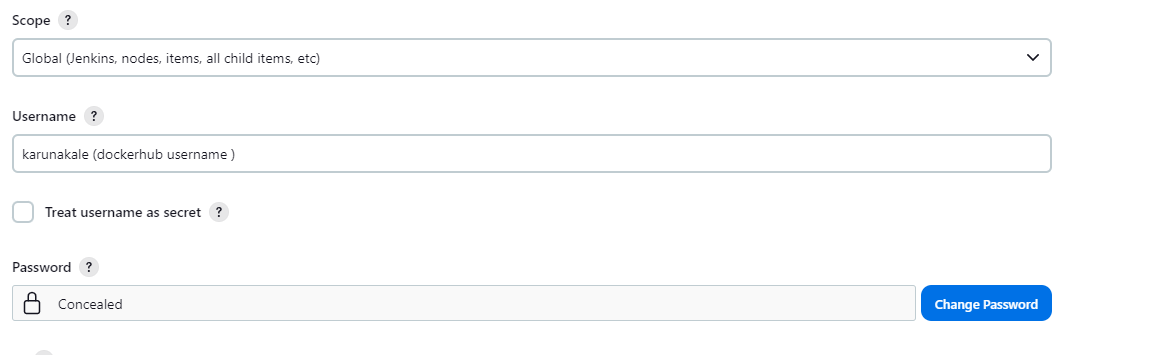 Scope ?
Global (Jenkins, nodes, items, all child items, etc)
Username ?
karunakale (dockerhub username )
Treat username as secret ?
Password ?
Concealed
Change Password